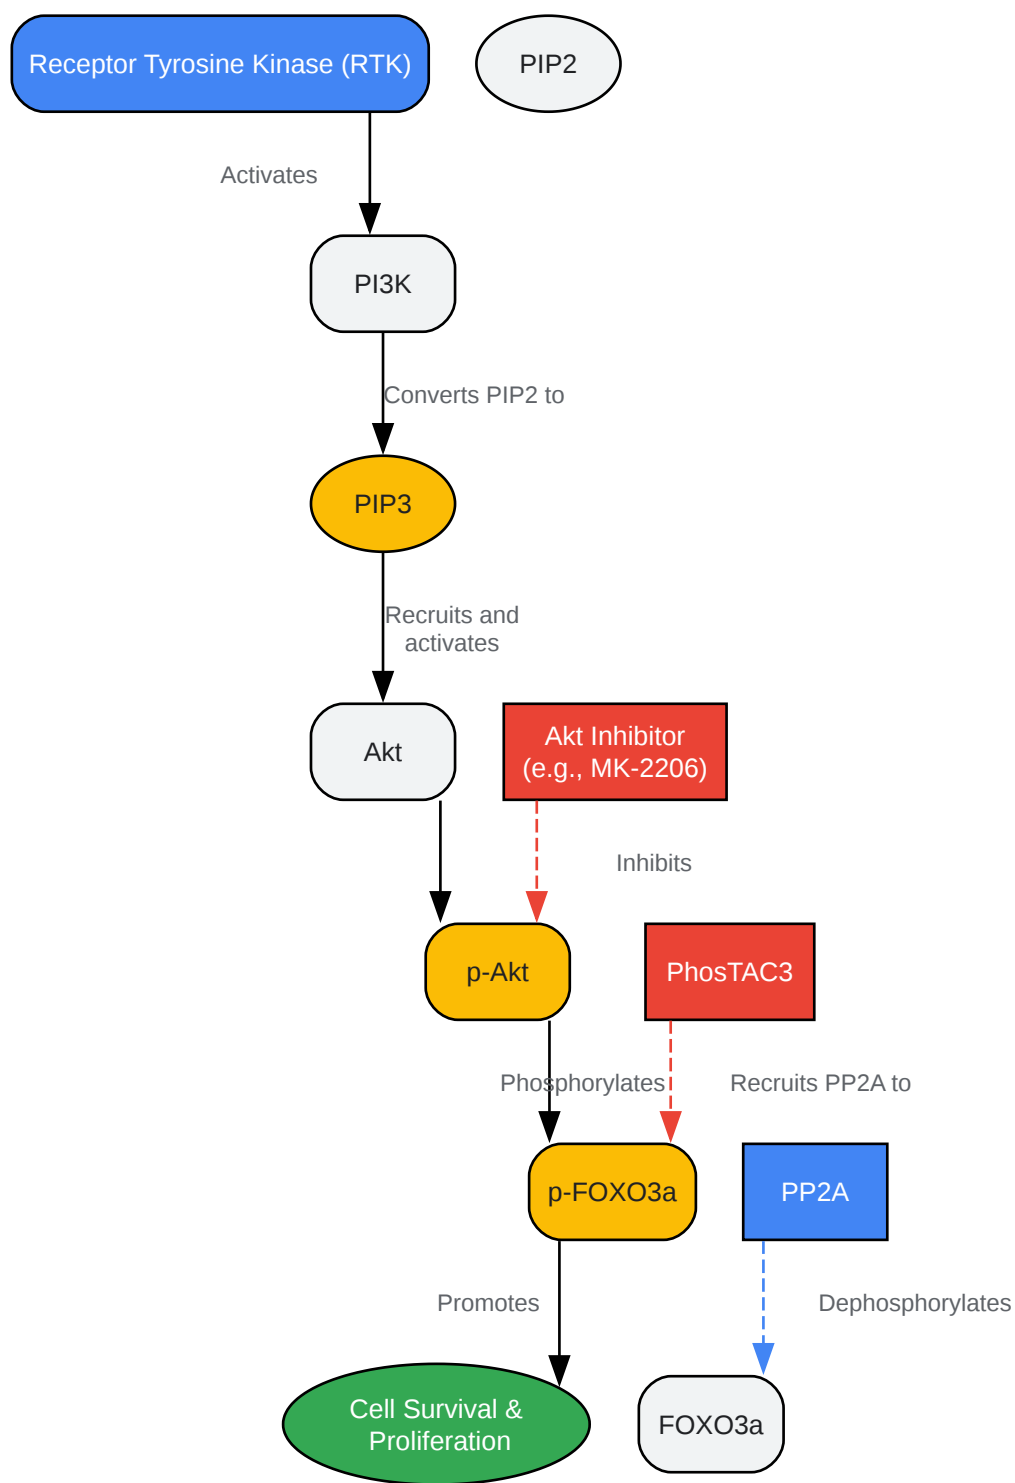 Receptor Tyrosine Kinase (RTK)
PIP2
Activates
PI3K
Converts PIP2 to
PIP3
Recruits and
activates
Akt
Akt Inhibitor
(e.g., MK-2206)
Inhibits
p-Akt
PhosTAC3
Phosphorylates
Recruits PP2A to
p-FOXO3a
PP2A
Promotes
Dephosphorylates
Cell Survival &
Proliferation
FOXO3a